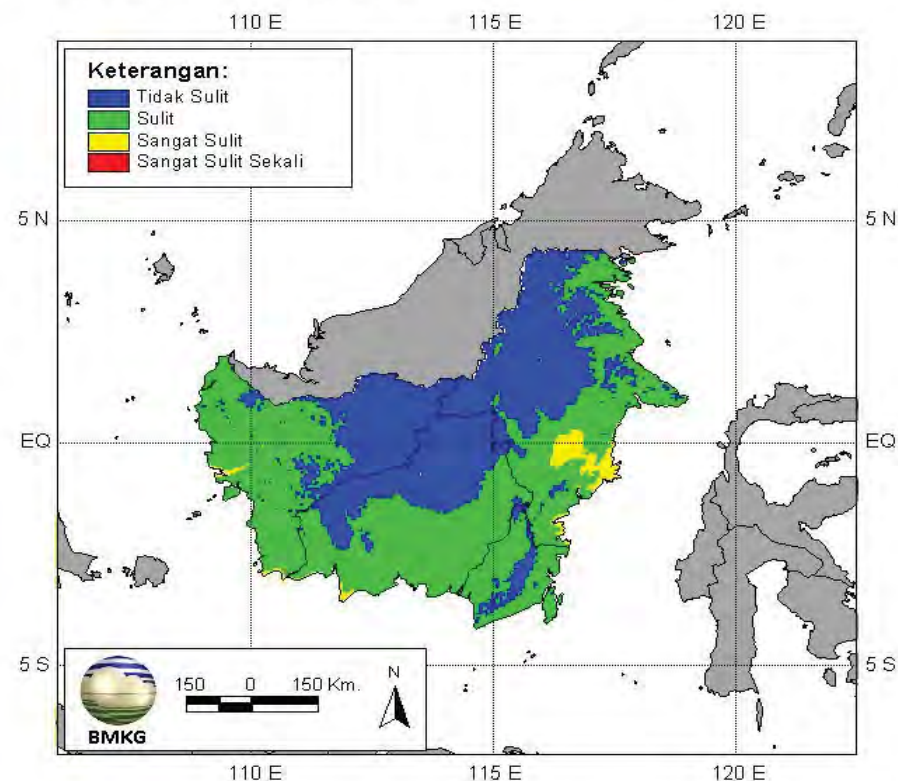 110 E 115 E 120 E
Keterangan:
Tidak Sulit
Sulit
Sangat Sulit
Sangat Sulit Sekali
5 N 5 N
EQ EQ
5 S 5 S
150 0 150 Km.
N
BMKG
110 E 115 E 120 E